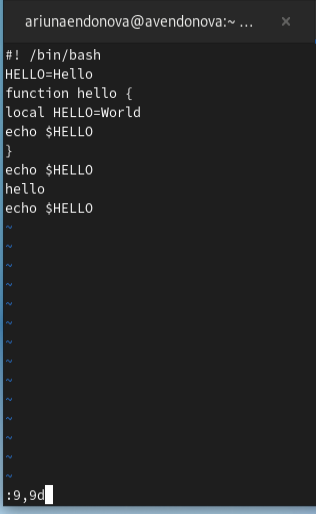 ariunaendonova@avendonova:~ ... ×
#! /bin/bash
HELLO=Hello
function hello {
local HELLO=World
echo $HELLO
}
echo $HELLO
hello
echo $HELLO
~
~
~
~
~
~
~
~
~
~
~
~
~
~
:9,9d